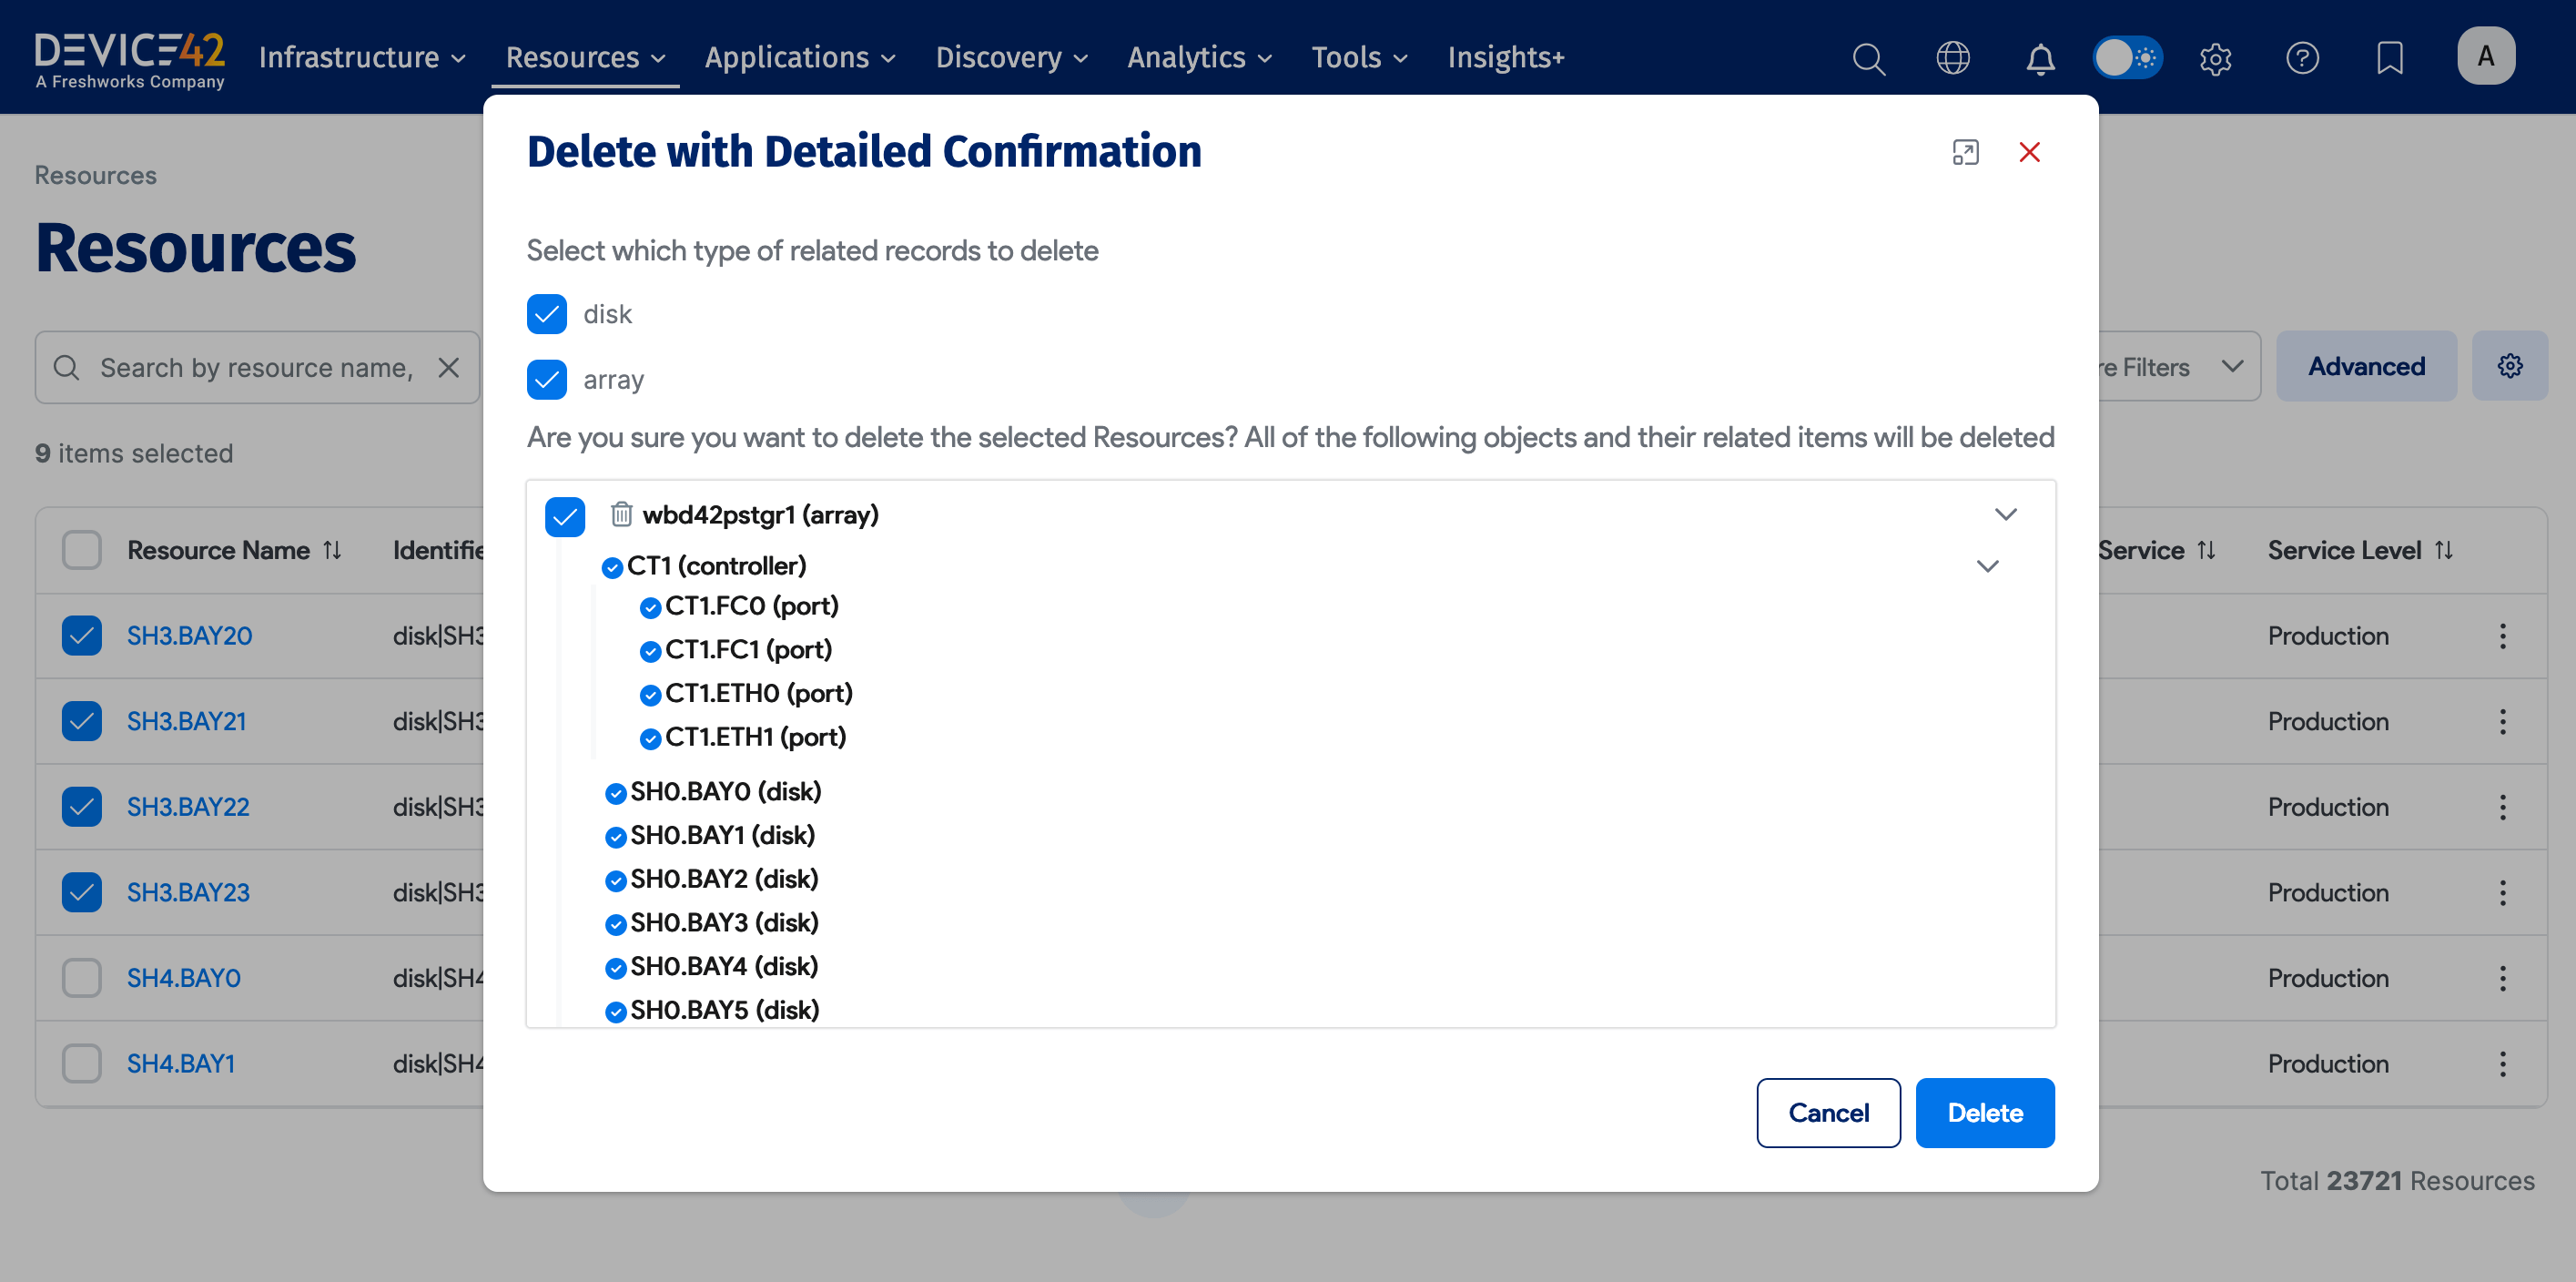 DEVICE42
A Freshworks Company
Infrastructure
Resources
Applications
Discovery
Analytics
Tools
Insights+
A
Resources
Resources
Search by resource name,
re Filters
Advanced
9 items selected
Resource Name
Identifie
Service
Service Level
SH3.BAY20
disk|SH3
Production
SH3.BAY21
disk|SH3
Production
SH3.BAY22
disk|SH3
Production
SH3.BAY23
disk|SH3
Production
SH4.BAY0
disk|SH4
Production
SH4.BAY1
disk|SH4
Production
Total 23721 Resources
Delete with Detailed Confirmation
Select which type of related records to delete
disk
array
Are you sure you want to delete the selected Resources? All of the following objects and their related items will be deleted
wbd42pstgr1 (array)
CT1 (controller)
CT1.FC0 (port)
CT1.FC1 (port)
CT1.ETH0 (port)
CT1.ETH1 (port)
SH0.BAY0 (disk)
SH0.BAY1 (disk)
SH0.BAY2 (disk)
SH0.BAY3 (disk)
SH0.BAY4 (disk)
SH0.BAY5 (disk)
Cancel
Delete